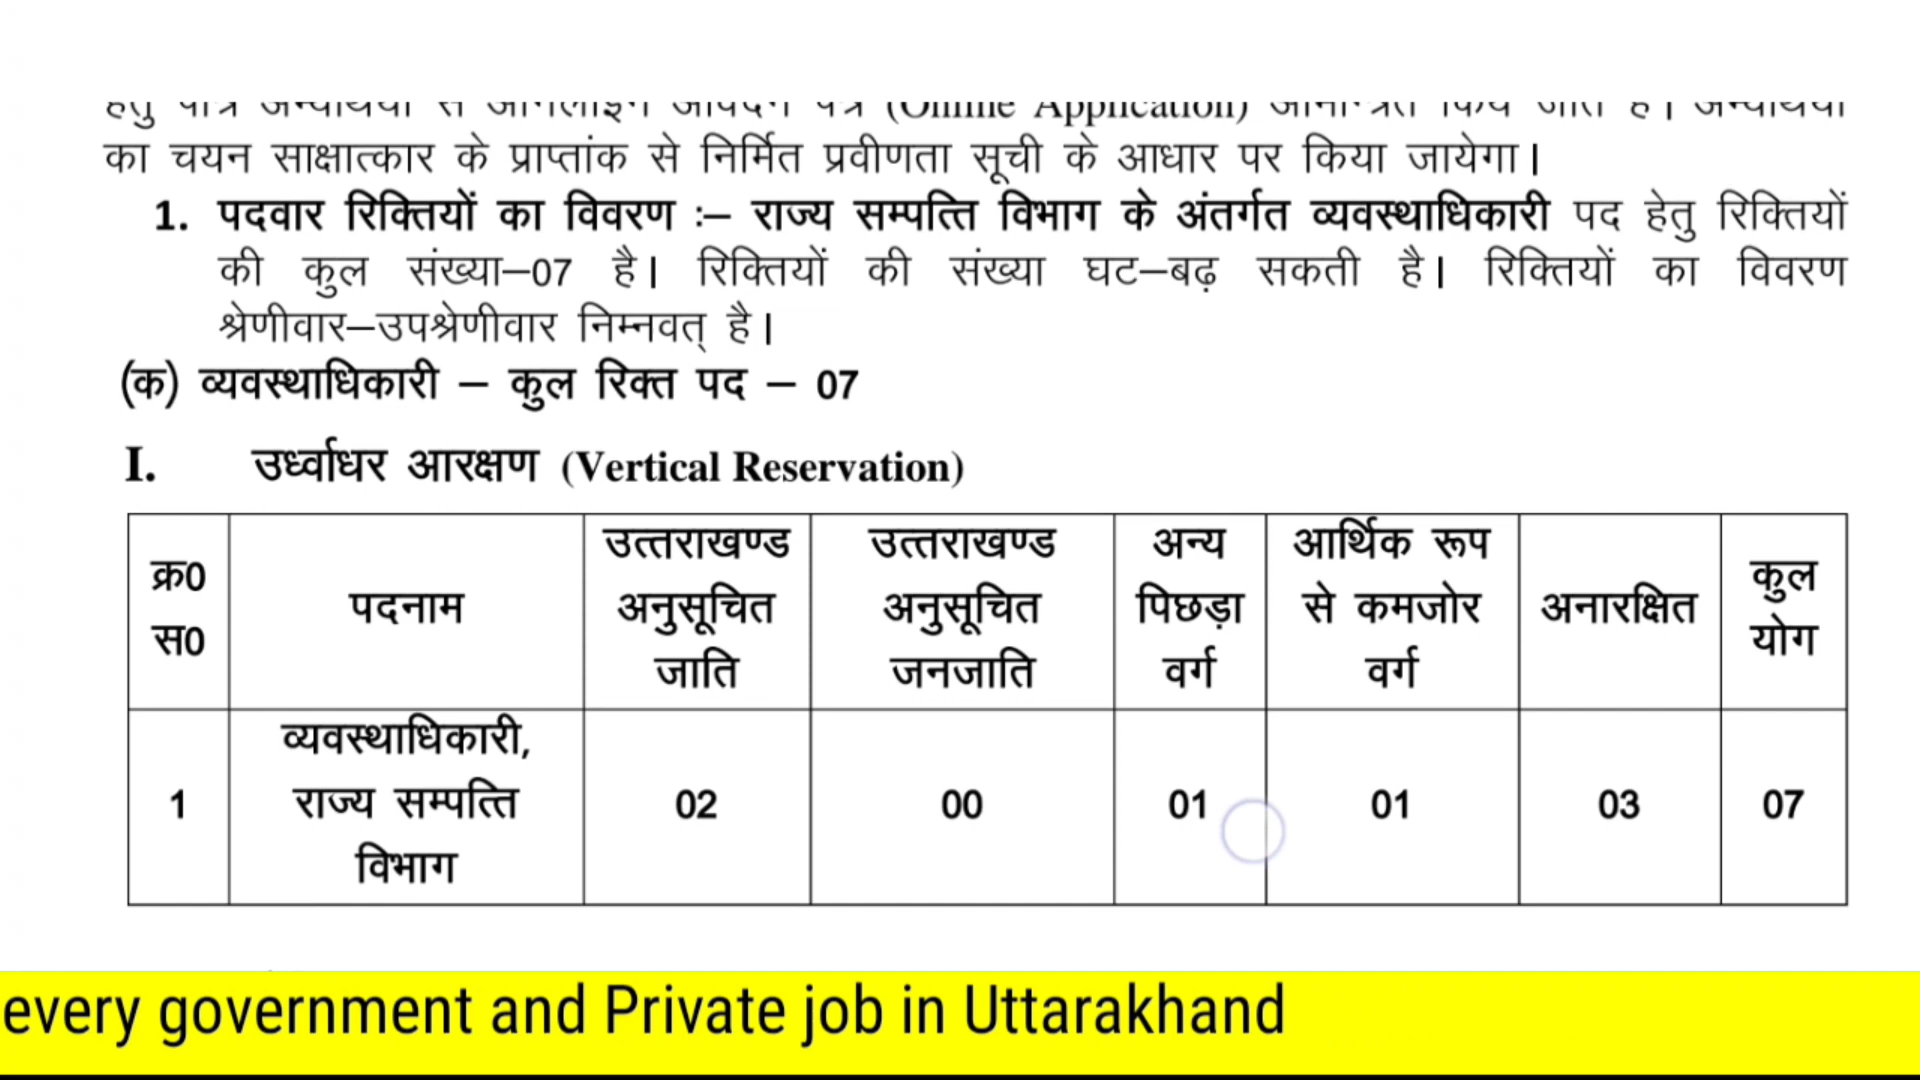 (Online Application)
का चयन साक्षात्कार के प्राप्तांक से निर्मित प्रवीणता सूची के आधार पर किया जायेगा।
1. पदवार रिक्तियों का विवरण :– राज्य सम्पत्ति विभाग के अंतर्गत व्यवस्थाधिकारी पद हेतु रिक्तियों
की कुल संख्या–07 है। रिक्तियों की संख्या घट–बढ़ सकती है। रिक्तियों का विवरण
श्रेणीवार–उपश्रेणीवार निम्नवत् है।
(क) व्यवस्थाधिकारी – कुल रिक्त पद – 07
I. उर्ध्वाधर आरक्षण (Vertical Reservation)
क्र0 स0 पदनाम उत्तराखण्ड अनुसूचित जाति उत्तराखण्ड अनुसूचित जनजाति अन्य पिछड़ा वर्ग आर्थिक रूप से कमजोर वर्ग अनारक्षित कुल योग
1 व्यवस्थाधिकारी, राज्य सम्पत्ति विभाग 02 00 01 01 03 07
every government and Private job in Uttarakhand